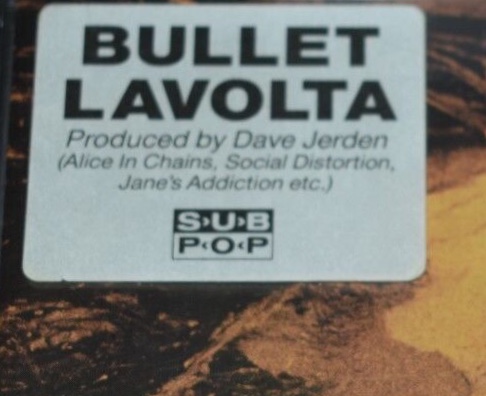 BULLET
LAVOLTA
Produced by Dave Jerden
(Alice In Chains, Social Distortion,
Jane's Addiction etc.)
S›U›B
P‹O‹P